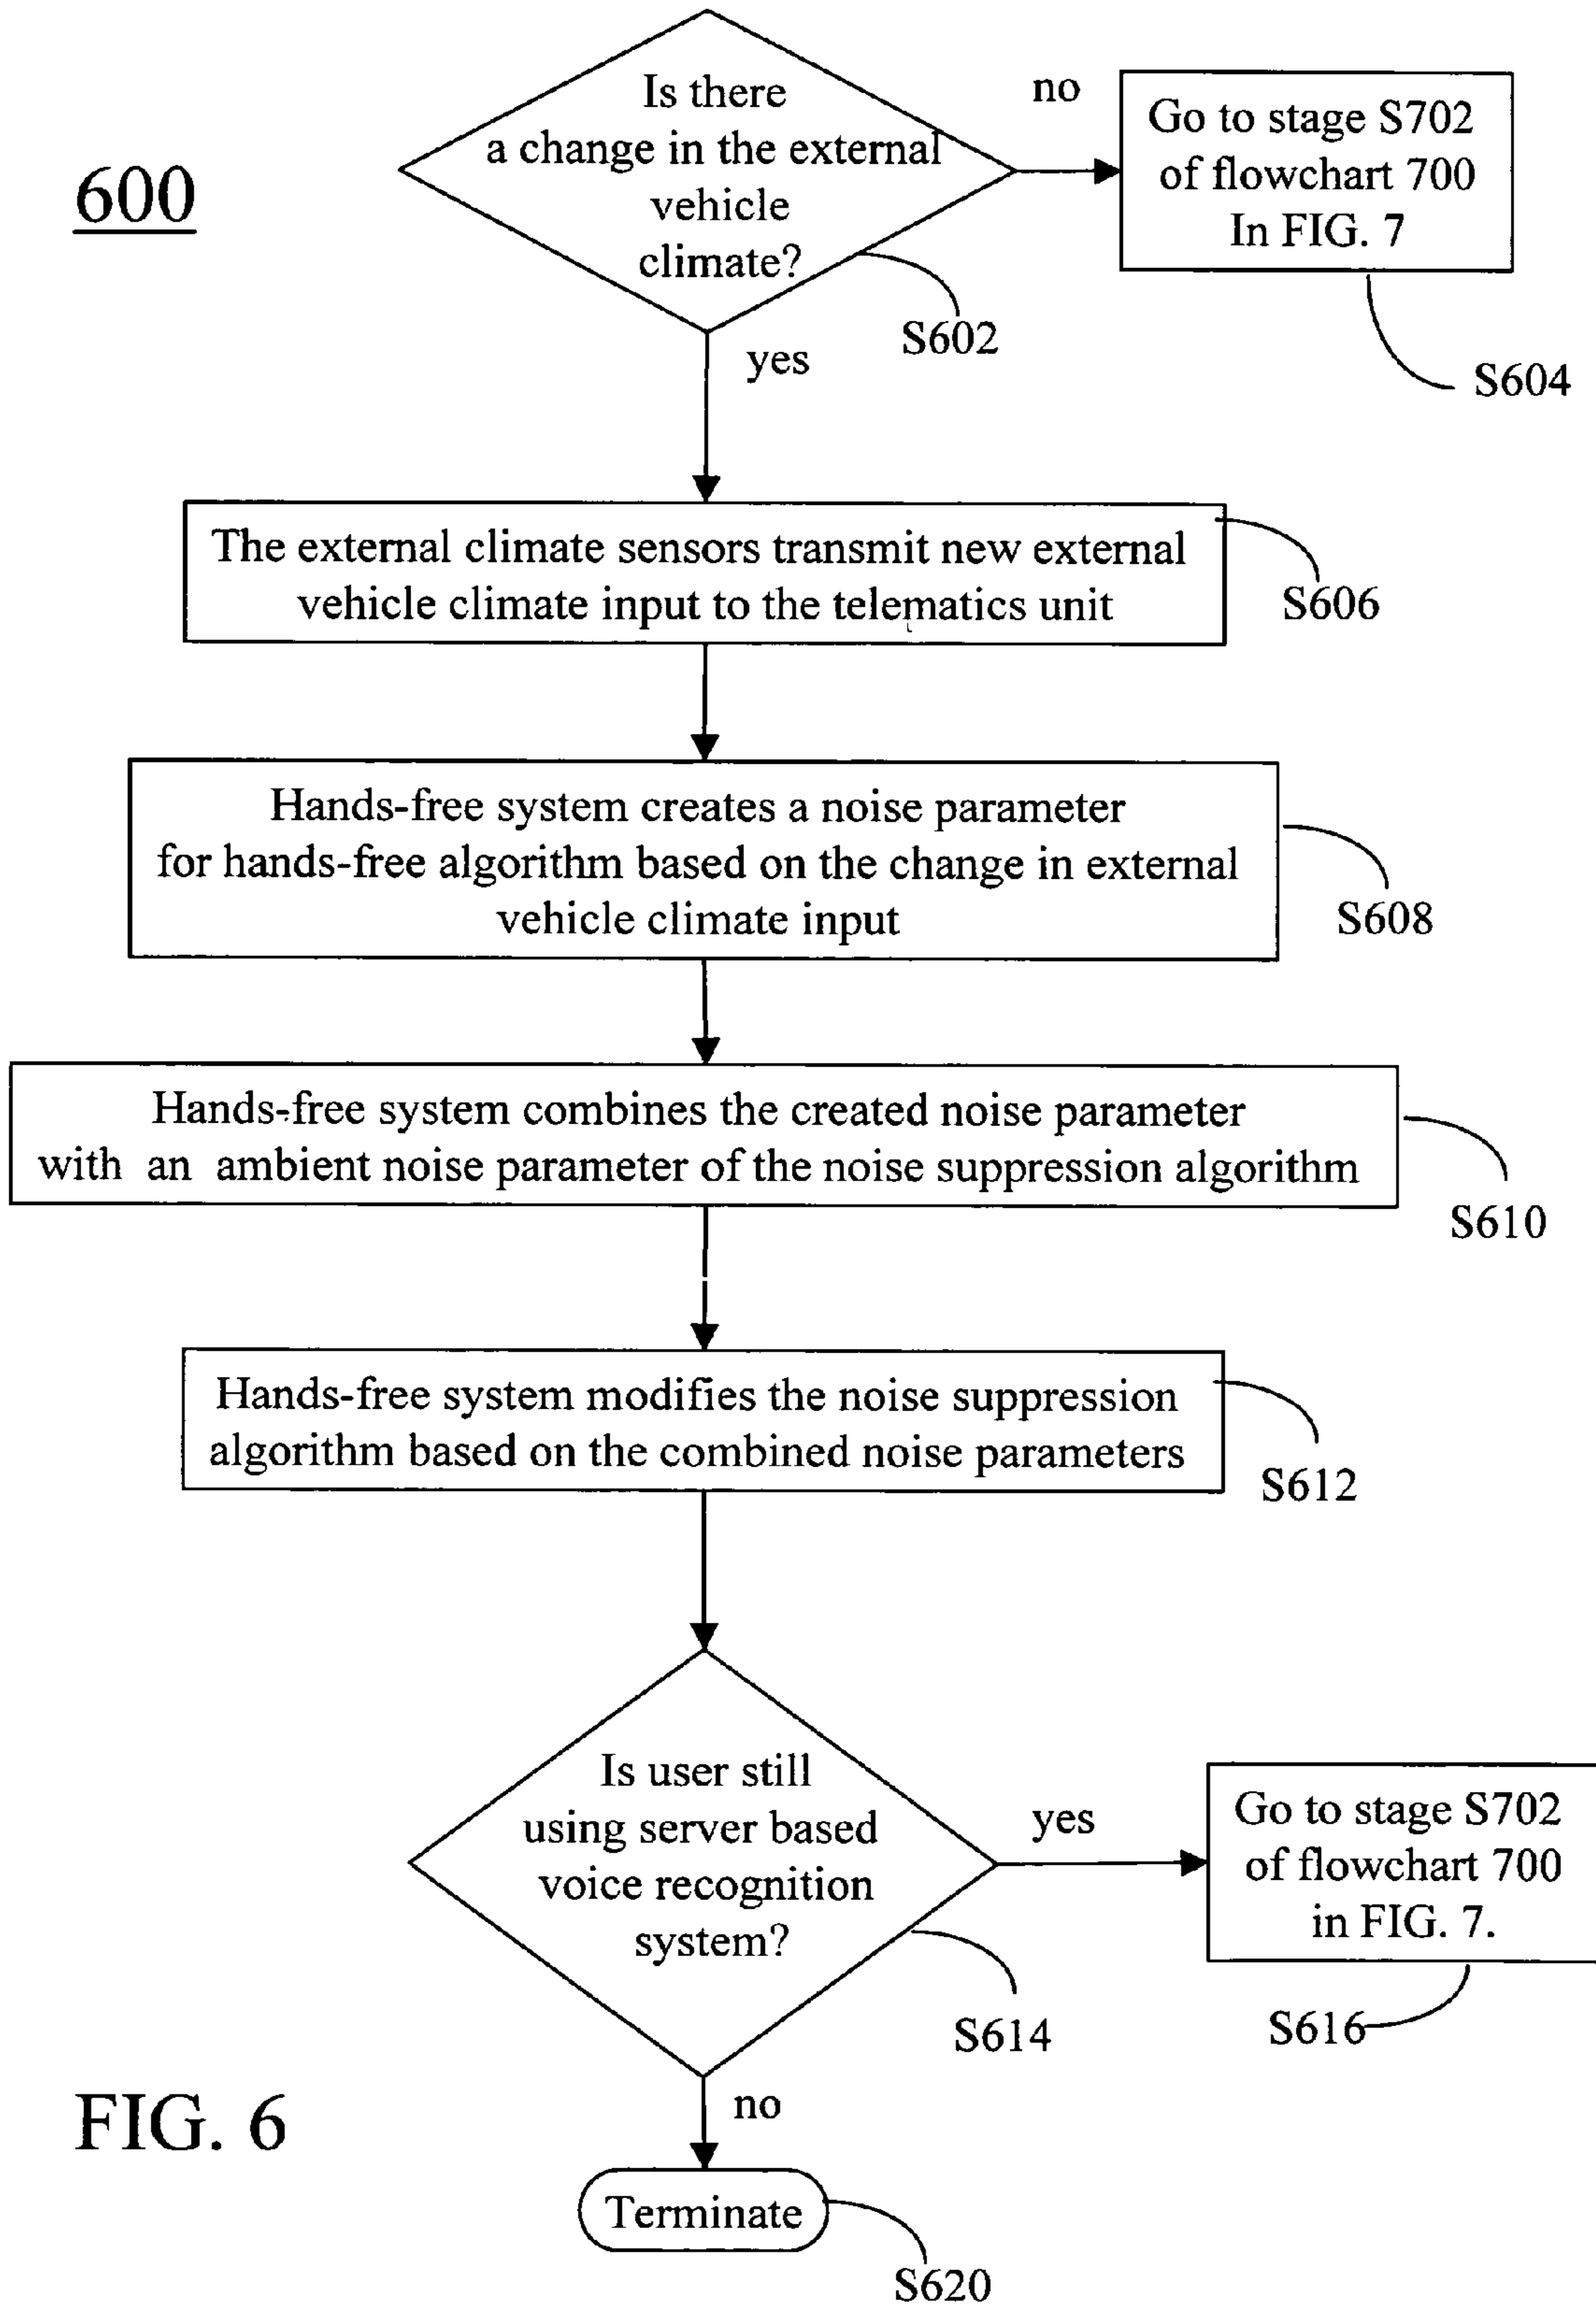 Is there
a change in the external
vehicle
climate?
no
Go to stage S702
of flowchart 700
In FIG. 7
600
S602
yes
S604
The external climate sensors transmit new external
vehicle climate input to the telematics unit
S606
Hands-free system creates a noise parameter
for hands-free algorithm based on the change in external
vehicle climate input
S608
Hands-free system combines the created noise parameter
with an ambient noise parameter of the noise suppression algorithm
S610
Hands-free system modifies the noise suppression
algorithm based on the combined noise parameters
S612
Is user still
using server based
voice recognition
system?
yes
Go to stage S702
of flowchart 700
in FIG. 7.
S614
S616
no
FIG. 6
Terminate
S620